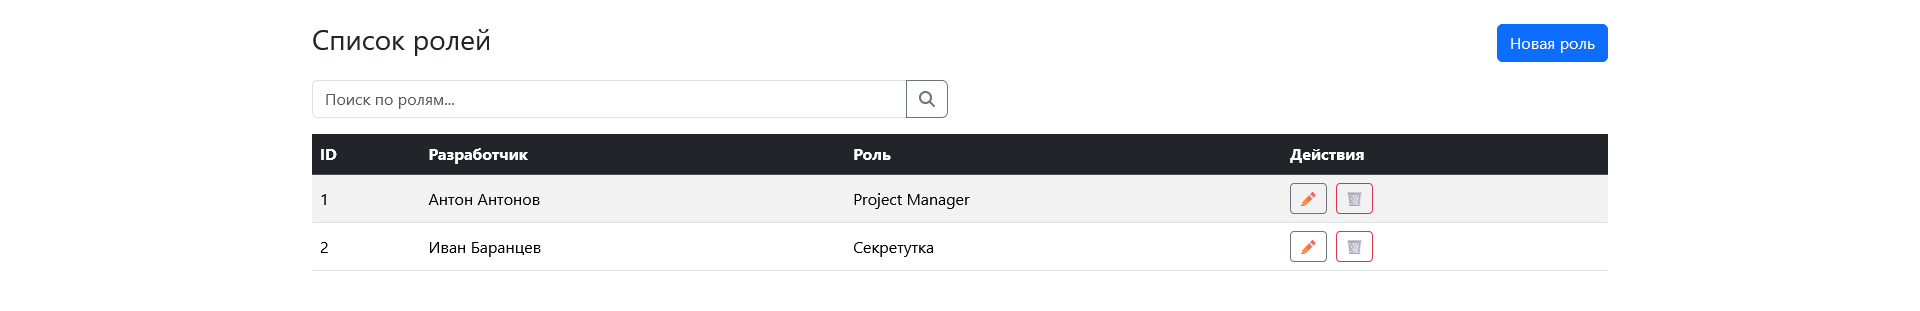 Список ролей
Новая роль
Поиск по ролям...
ID Разработчик Роль Действия
1 Антон Антонов Project Manager
2 Иван Баранцев Секретутка